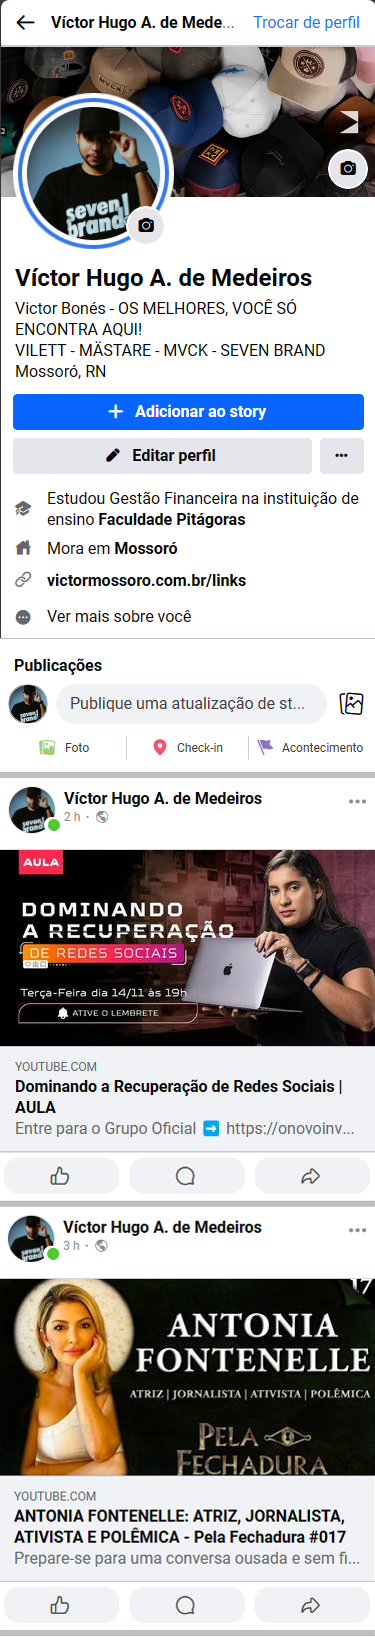 Víctor Hugo A. de Mede...
Trocar de perfil
seven
brand!
Víctor Hugo A. de Medeiros
Victor Bonés - OS MELHORES, VOCÊ SÓ
ENCONTRA AQUI!
VILETT - MÄSTARE - MVCK - SEVEN BRAND
Mossoró, RN
Adicionar ao story
Editar perfil
Estudou Gestão Financeira na instituição de
ensino Faculdade Pitágoras
Mora em Mossoró
victormossoro.com.br/links
Ver mais sobre você
Publicações
Publique uma atualização de st...
Foto
Check-in
Acontecimento
Víctor Hugo A. de Medeiros
2 h
AULA
DOMINANDO
A RECUPERAÇÃO
DE REDES SOCIAIS
Terça-Feira dia 14/11 às 19h
ATIVE O LEMBRETE
YOUTUBE.COM
Dominando a Recuperação de Redes Sociais |
AULA
Entre para o Grupo Oficial ➡️ https://onovoinv...
Víctor Hugo A. de Medeiros
3 h
17
ANTONIA
FONTENELLE
ATRIZ | JORNALISTA | ATIVISTA | POLÊMICA
PELA
FECHADURA
YOUTUBE.COM
ANTONIA FONTENELLE: ATRIZ, JORNALISTA,
ATIVISTA E POLÊMICA - Pela Fechadura #017
Prepare-se para uma conversa ousada e sem fi...